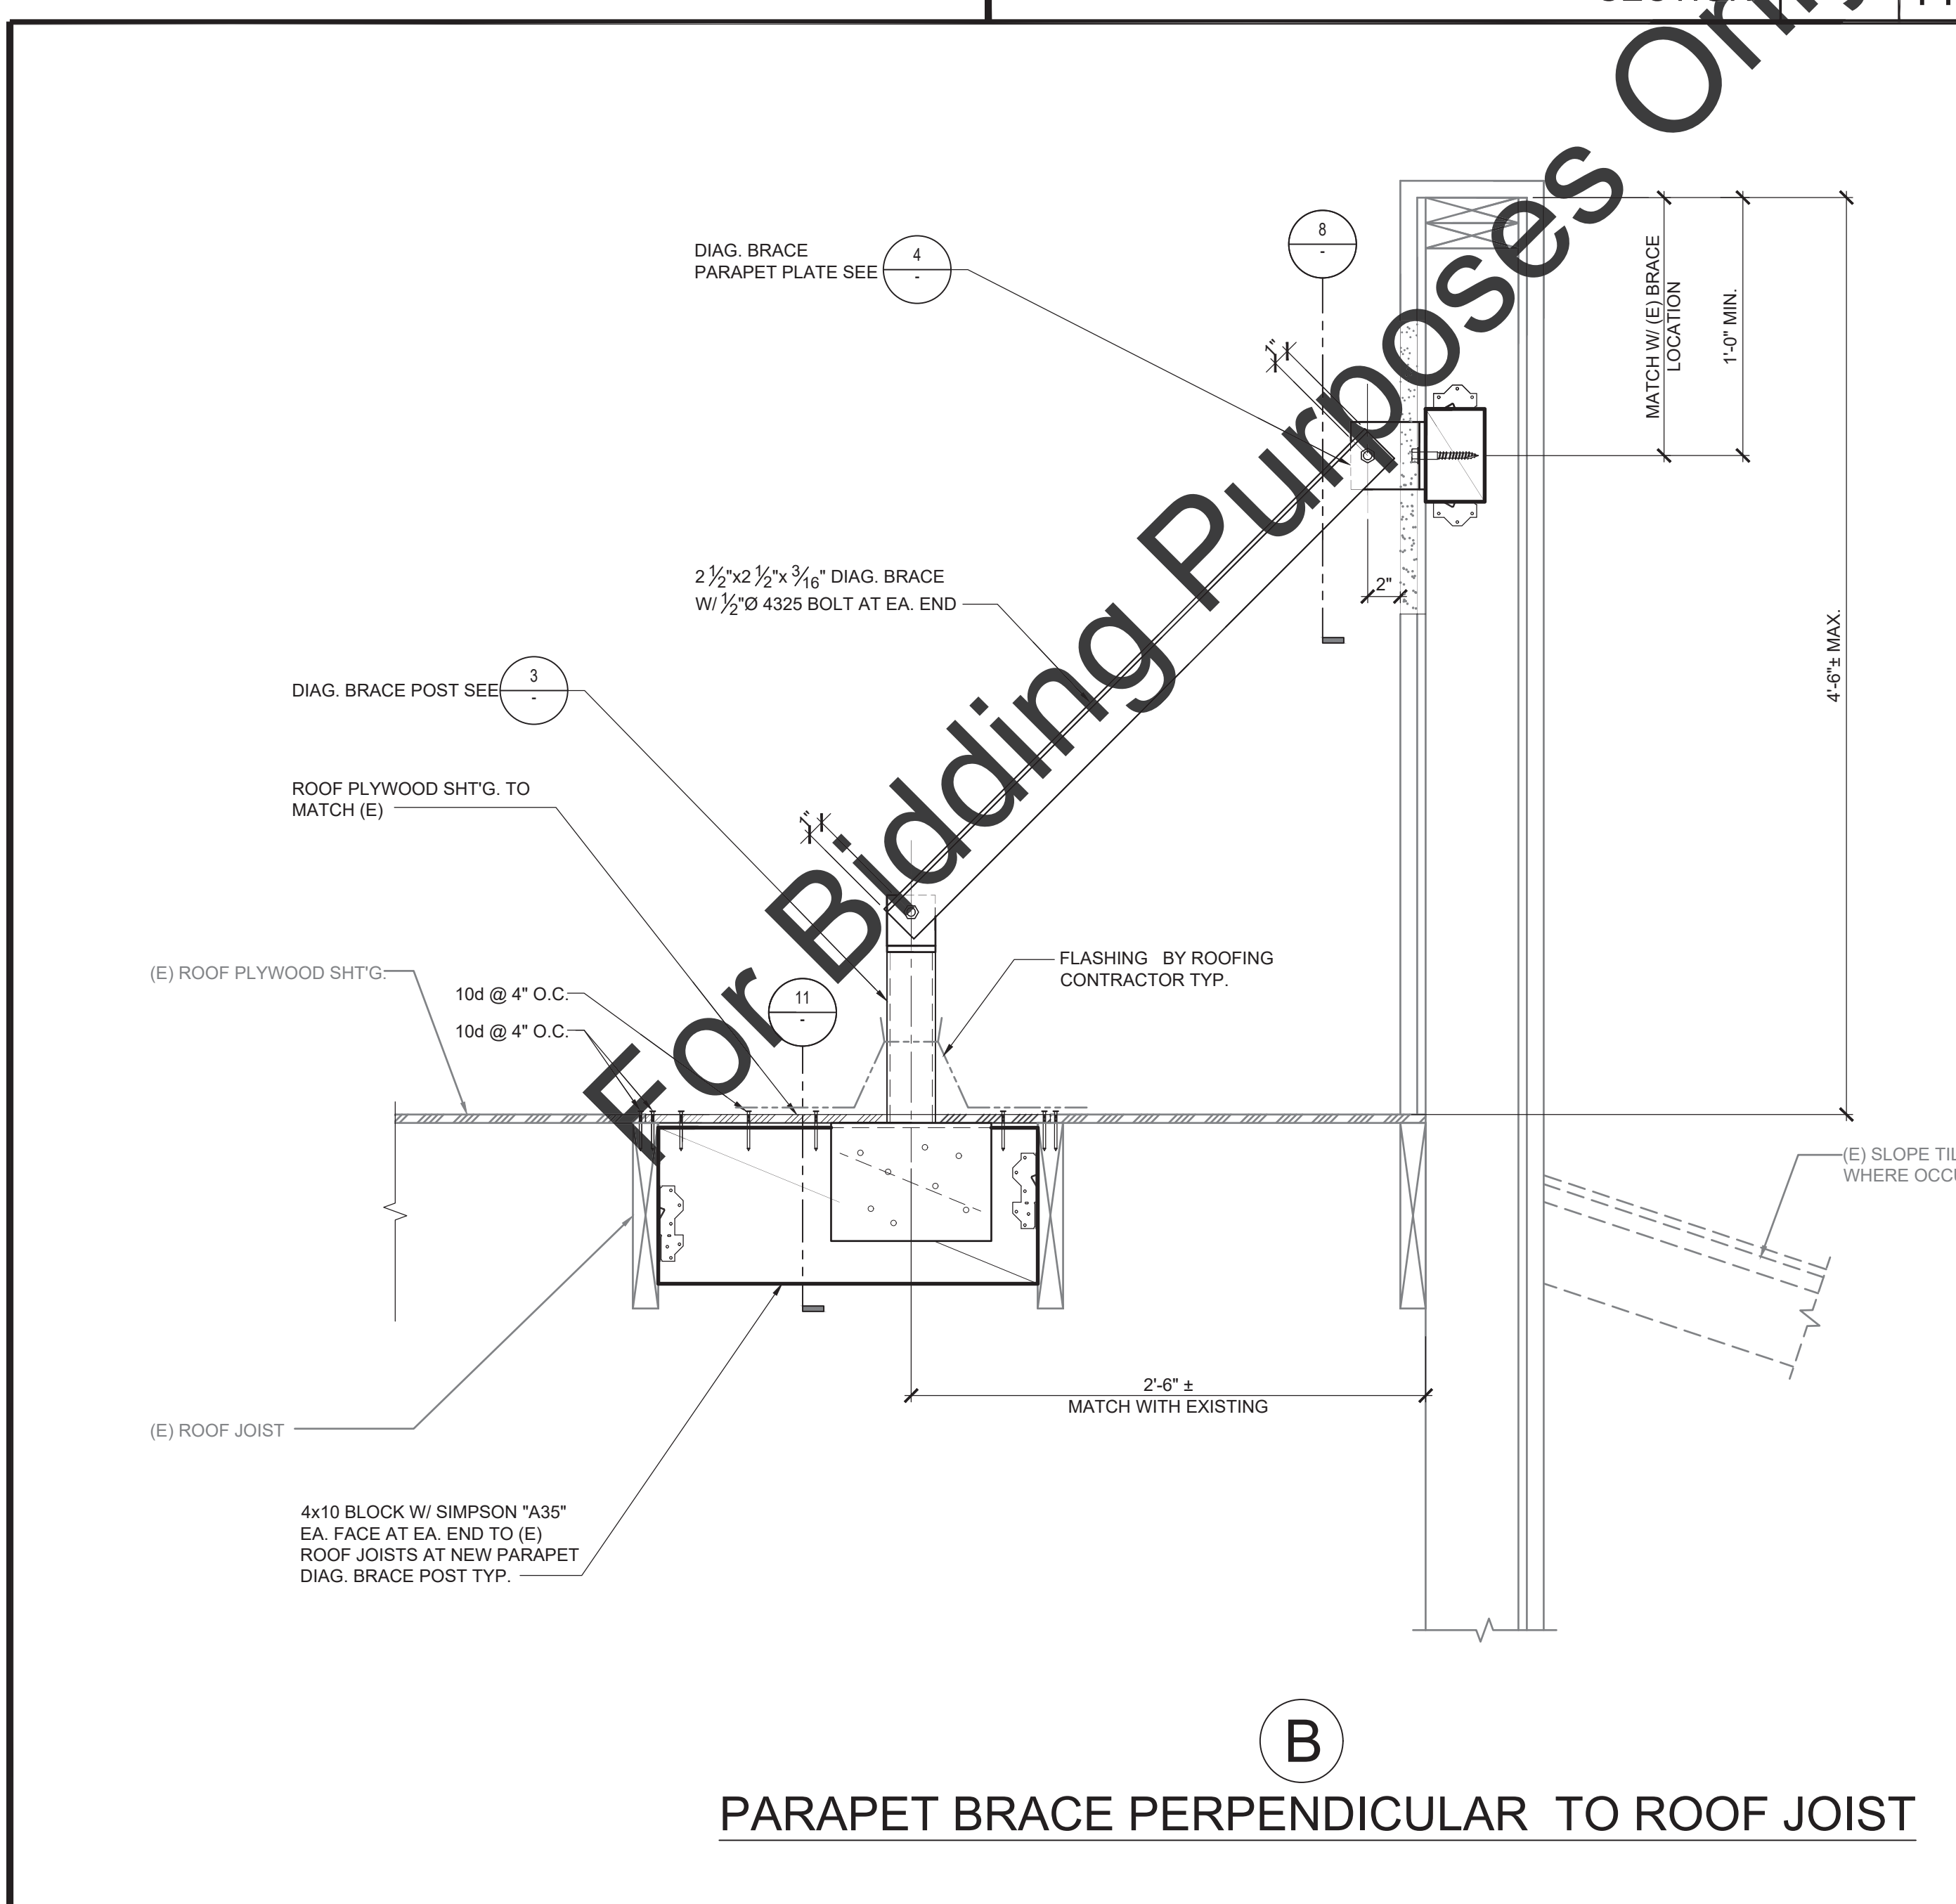 For Bidding Purposes Only
DIAG. BRACE
PARAPET PLATE SEE
4
-
8
-
MATCH W/ (E) BRACE
LOCATION
1'-0" MIN.
4'-6"± MAX.
1"
2"
2 ½"x2 ½"x 3⁄16" DIAG. BRACE
W/ ½"Ø 4325 BOLT AT EA. END
DIAG. BRACE POST SEE
3
-
ROOF PLYWOOD SHT'G. TO
MATCH (E)
1"
(E) ROOF PLYWOOD SHT'G.
10d @ 4" O.C.
10d @ 4" O.C.
11
-
FLASHING BY ROOFING
CONTRACTOR TYP.
(E) SLOPE
WHERE
2'-6" ±
MATCH WITH EXISTING
(E) ROOF JOIST
4x10 BLOCK W/ SIMPSON "A35"
EA. FACE AT EA. END TO (E)
ROOF JOISTS AT NEW PARAPET
DIAG. BRACE POST TYP.
B
PARAPET BRACE PERPENDICULAR TO ROOF JOIST